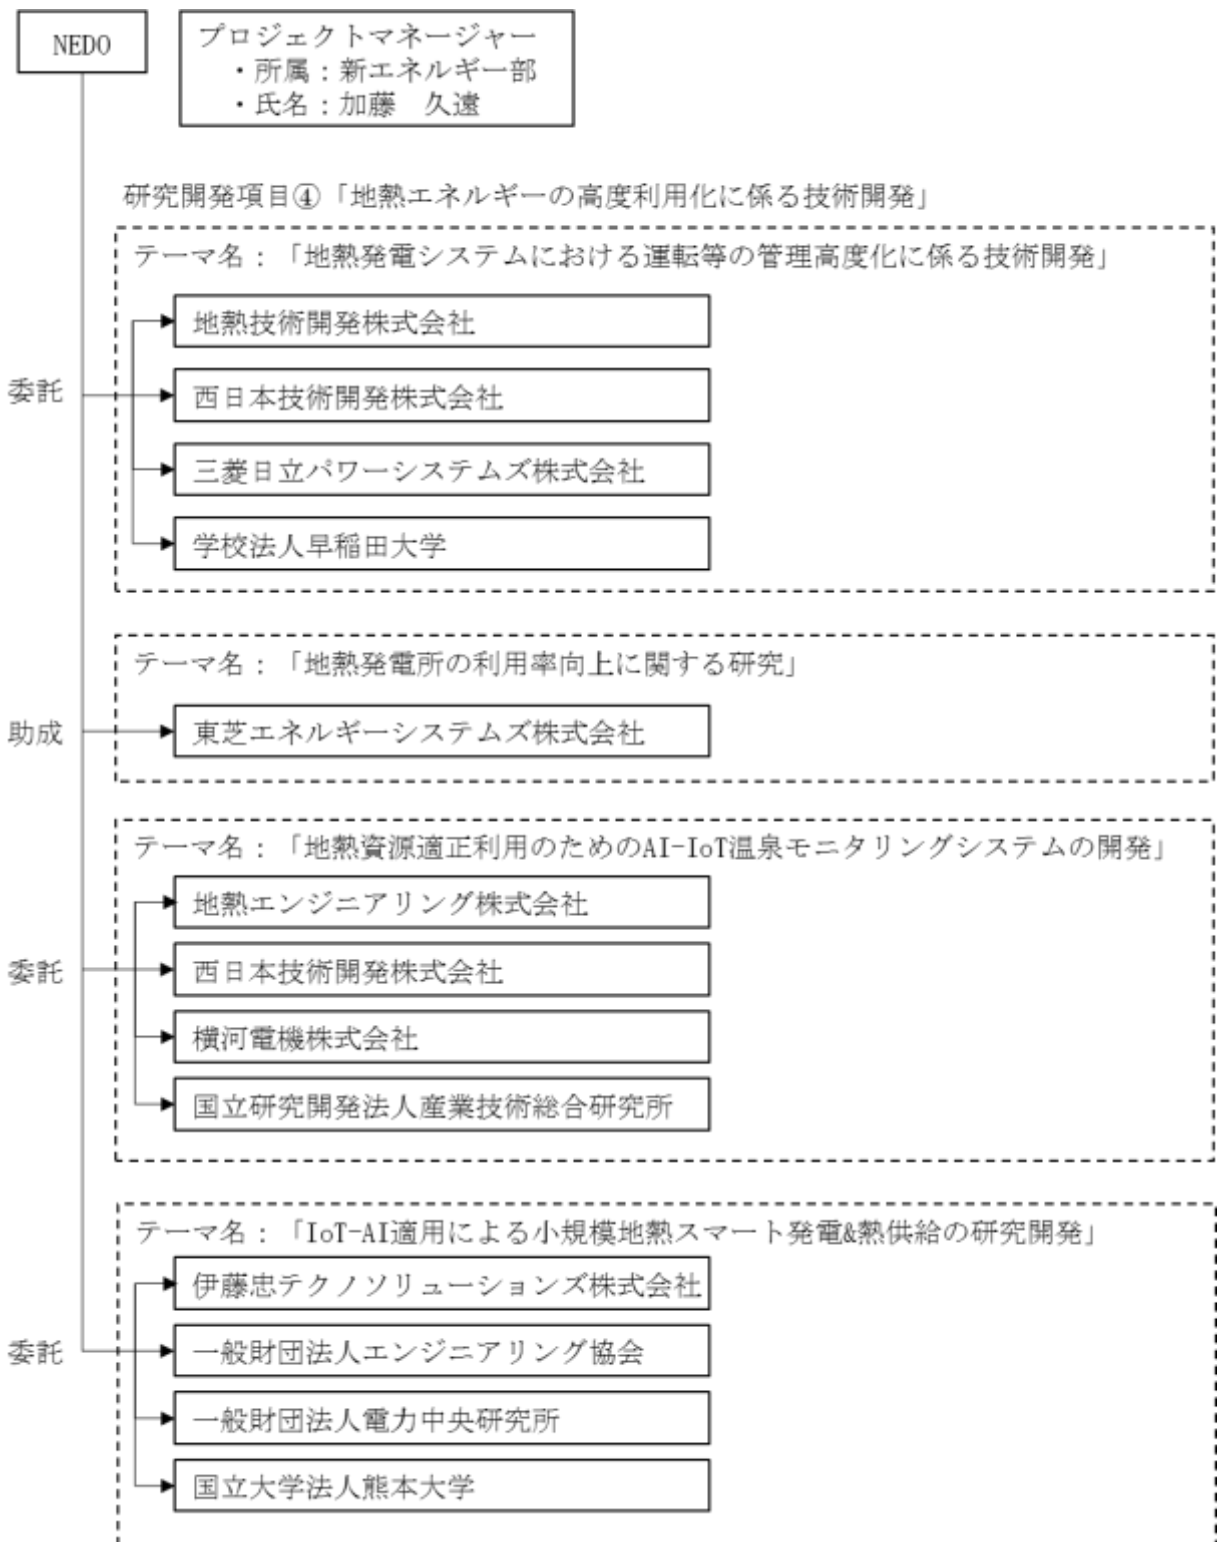 NEDO
プロジェクトマネージャー
・所属：新エネルギー部
・氏名：加藤　久遠
研究開発項目④「地熱エネルギーの高度利用化に係る技術開発」
テーマ名：「地熱発電システムにおける運転等の管理高度化に係る技術開発」
地熱技術開発株式会社
委託
西日本技術開発株式会社
三菱日立パワーシステムズ株式会社
学校法人早稲田大学
テーマ名：「地熱発電所の利用率向上に関する研究」
助成
東芝エネルギーシステムズ株式会社
テーマ名：「地熱資源適正利用のためのAI-IoT温泉モニタリングシステムの開発」
地熱エンジニアリング株式会社
委託
西日本技術開発株式会社
横河電機株式会社
国立研究開発法人産業技術総合研究所
テーマ名：「IoT-AI適用による小規模地熱スマート発電&熱供給の研究開発」
伊藤忠テクノソリューションズ株式会社
委託
一般財団法人エンジニアリング協会
一般財団法人電力中央研究所
国立大学法人熊本大学